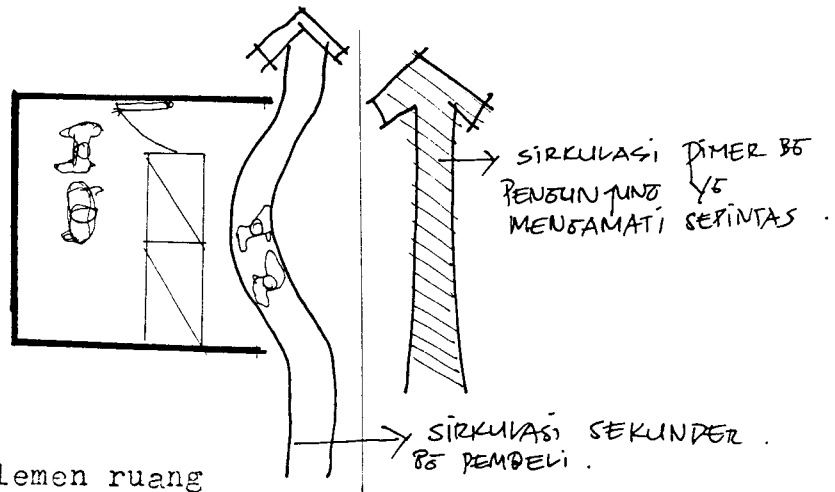 SIRKULASI PIMER BG
PENGUNJUNG YG
MENGAMATI SEPINTAS .
SIRKULASI SEKUNDER .
BG PEMBELI .
lemen ruang